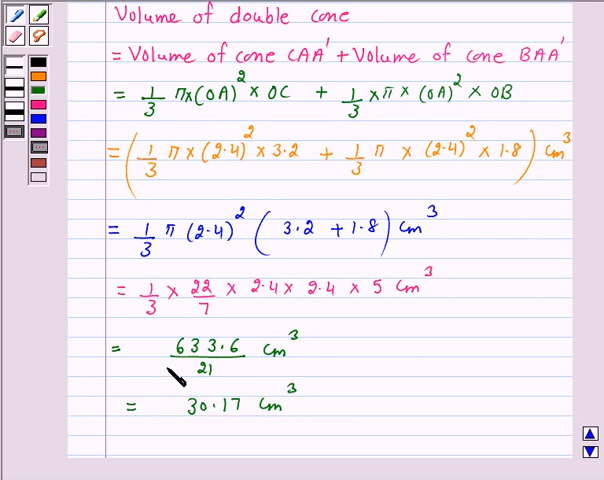 Volume of double cone
= Volume of cone CAA' + Volume of cone BAA'
= 1/3 π×(OA)² × OC + 1/3 × π × (OA)² × OB
= (1/3 π × (2·4)² × 3·2 + 1/3 π × (2·4)² × 1·8) cm³
= 1/3 π (2·4)² (3·2 + 1·8) cm³
= 1/3 × 22/7 × 2·4 × 2·4 × 5 cm³
= 633·6/21 cm³
= 30·17 cm³